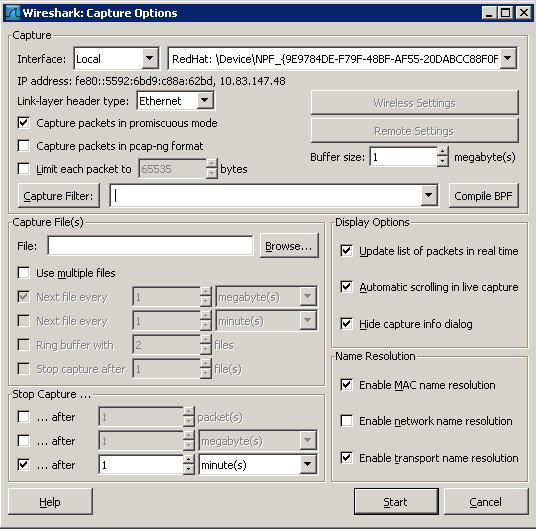 Wireshark: Capture Options
Capture
Interface: Local RedHat: \Device\NPF_{9E9784DE-F79F-48BF-AF55-20DABCC88F0F
IP address: fe80::5592:6bd9:c88a:62bd, 10.83.147.48
Link-layer header type: Ethernet Wireless Settings
Capture packets in promiscuous mode Remote Settings
Capture packets in pcap-ng format
Buffer size: 1 megabyte(s)
Limit each packet to 65535 bytes
Capture Filter: Compile BPF
Capture File(s)
File: Browse...
Use multiple files
Next file every 1 megabyte(s)
Next file every 1 minute(s)
Ring buffer with 2 files
Stop capture after 1 file(s)
Stop Capture ...
... after 1 packet(s)
... after 1 megabyte(s)
... after 1 minute(s)
Display Options
Update list of packets in real time
Automatic scrolling in live capture
Hide capture info dialog
Name Resolution
Enable MAC name resolution
Enable network name resolution
Enable transport name resolution
Help Start Cancel